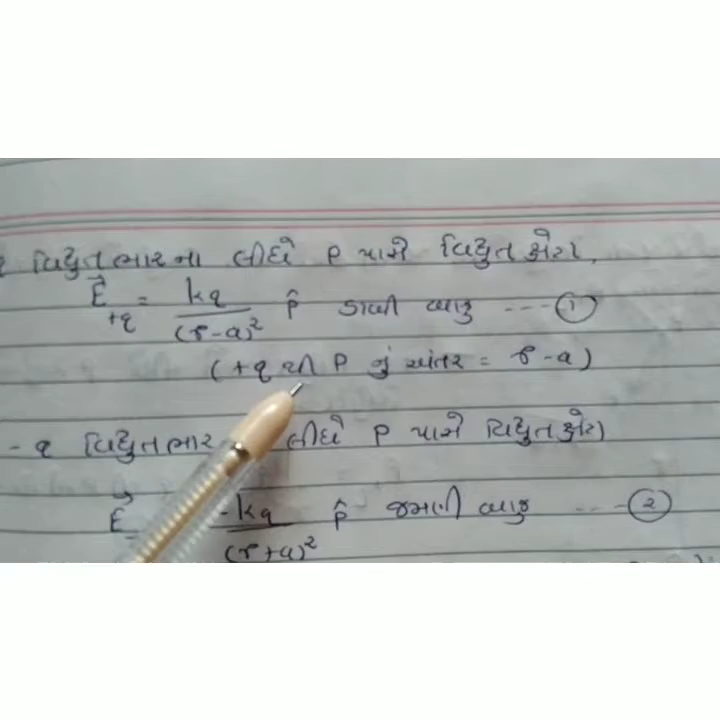 q વિદ્યુતભારના લીધે P પાસે વિદ્યુતક્ષેત્ર,
E⃗+q = kq/(r-a)² p̂ ડાબી બાજુ ----①
(+q થી P નું અંતર = r-a)
-q વિદ્યુતભાર લીધે P પાસે વિદ્યુતક્ષેત્ર
E⃗ -kq/(r+a)² p̂ જમણી બાજુ ----②